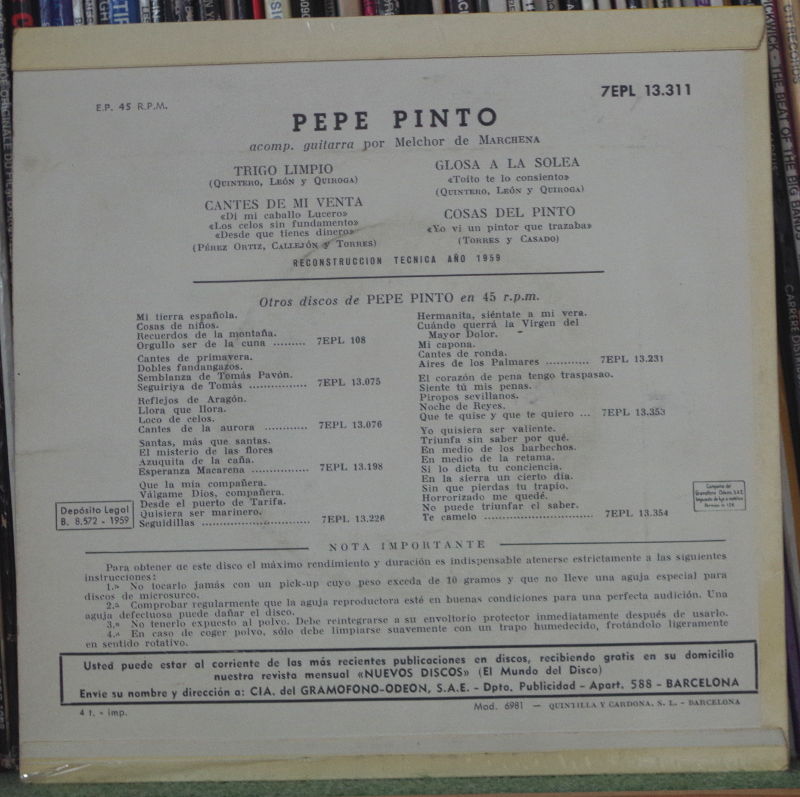 E.P. 45 R.P.M.
7EPL 13.311
PEPE PINTO
acomp. guitarra por Melchor de MARCHENA
TRIGO LIMPIO
(QUINTERO, LEÓN Y QUIROGA)
CANTES DE MI VENTA
«Di mi caballo Lucero»
«Los celos sin fundamento»
«Desde que tienes dinero»
(PÉREZ ORTIZ, CALLEJÓN y TORRES)
GLOSA A LA SOLEA
«Toito te lo consiento»
(QUINTERO, LEÓN Y QUIROGA)
COSAS DEL PINTO
«Yo vi un pintor que trazaba»
(TORRES Y CASADO)
RECONSTRUCCION TECNICA AÑO 1959
Otros discos de PEPE PINTO en 45 r.p.m.
Mi tierra española.
Cosas de niños.
Recuerdos de la montaña.
Orgullo ser de la cuna ......... 7EPL 108
Cantes de primavera.
Dobles fandangazos.
Semblanza de Tomás Pavón.
Seguiriya de Tomás ................ 7EPL 13.075
Reflejos de Aragón.
Llora que llora.
Loco de celos.
Cantes de la aurora ............ 7EPL 13.076
Santas, más que santas.
El misterio de las flores
Azuquita de la caña.
Esperanza Macarena ............... 7EPL 13.198
Que la mía compañera.
Válgame Dios, compañera.
Desde el puerto de Tarifa.
Quisiera ser marinero.
Seguidillas ............................ 7EPL 13.226
Hermanita, siéntate a mi vera.
Cuándo querrá la Virgen del
Mayor Dolor.
Mi capona.
Cantes de ronda.
Aires de los Palmares ............ 7EPL 13.231
El corazón de pena tengo traspasao.
Siente tú mis penas.
Piropos sevillanos.
Noche de Reyes.
Que te quise y que te quiero ... 7EPL 13.353
Yo quisiera ser valiente.
Triunfa sin saber por qué.
En medio de los barbechos.
En medio de la retama.
Si lo dicta tu conciencia.
En la sierra un cierto día.
Sin que pierdas tu trapío.
Horrorizado me quedé.
No puede triunfar el saber.
Te camelo ............................ 7EPL 13.354
Depósito Legal
B. 8.572 - 1959
Compañía del
Gramófono Odeon, S.A.E.
NOTA IMPORTANTE
Para obtener de este disco el máximo rendimiento y duración es indispensable atenerse estrictamente a las siguientes
instrucciones:
1.ª No tocarlo jamás con un pick-up cuyo peso exceda de 10 gramos y que no lleve una aguja especial para
discos de microsurco.
2.ª Comprobar regularmente que la aguja reproductora esté en buenas condiciones para una perfecta audición. Una
aguja defectuosa puede dañar el disco.
3.ª No tenerlo expuesto al polvo. Debe reintegrarse a su envoltorio protector inmediatamente después de usarlo.
4.ª En caso de coger polvo, sólo debe limpiarse suavemente con un trapo humedecido, frotándolo ligeramente
en sentido rotativo.
Usted puede estar al corriente de las más recientes publicaciones en discos, recibiendo gratis en su domicilio
nuestra revista mensual «NUEVOS DISCOS» (El Mundo del Disco)
Envíe su nombre y dirección a: CIA. del GRAMOFONO-ODEON, S.A.E. - Dpto. Publicidad - Apart. 588 - BARCELONA
4 t. - imp.
Mod. 6981 — QUINTILLA Y CARDONA, S. L. - BARCELONA
PICKWICK - THE BEAT OF THE BIG BANDS